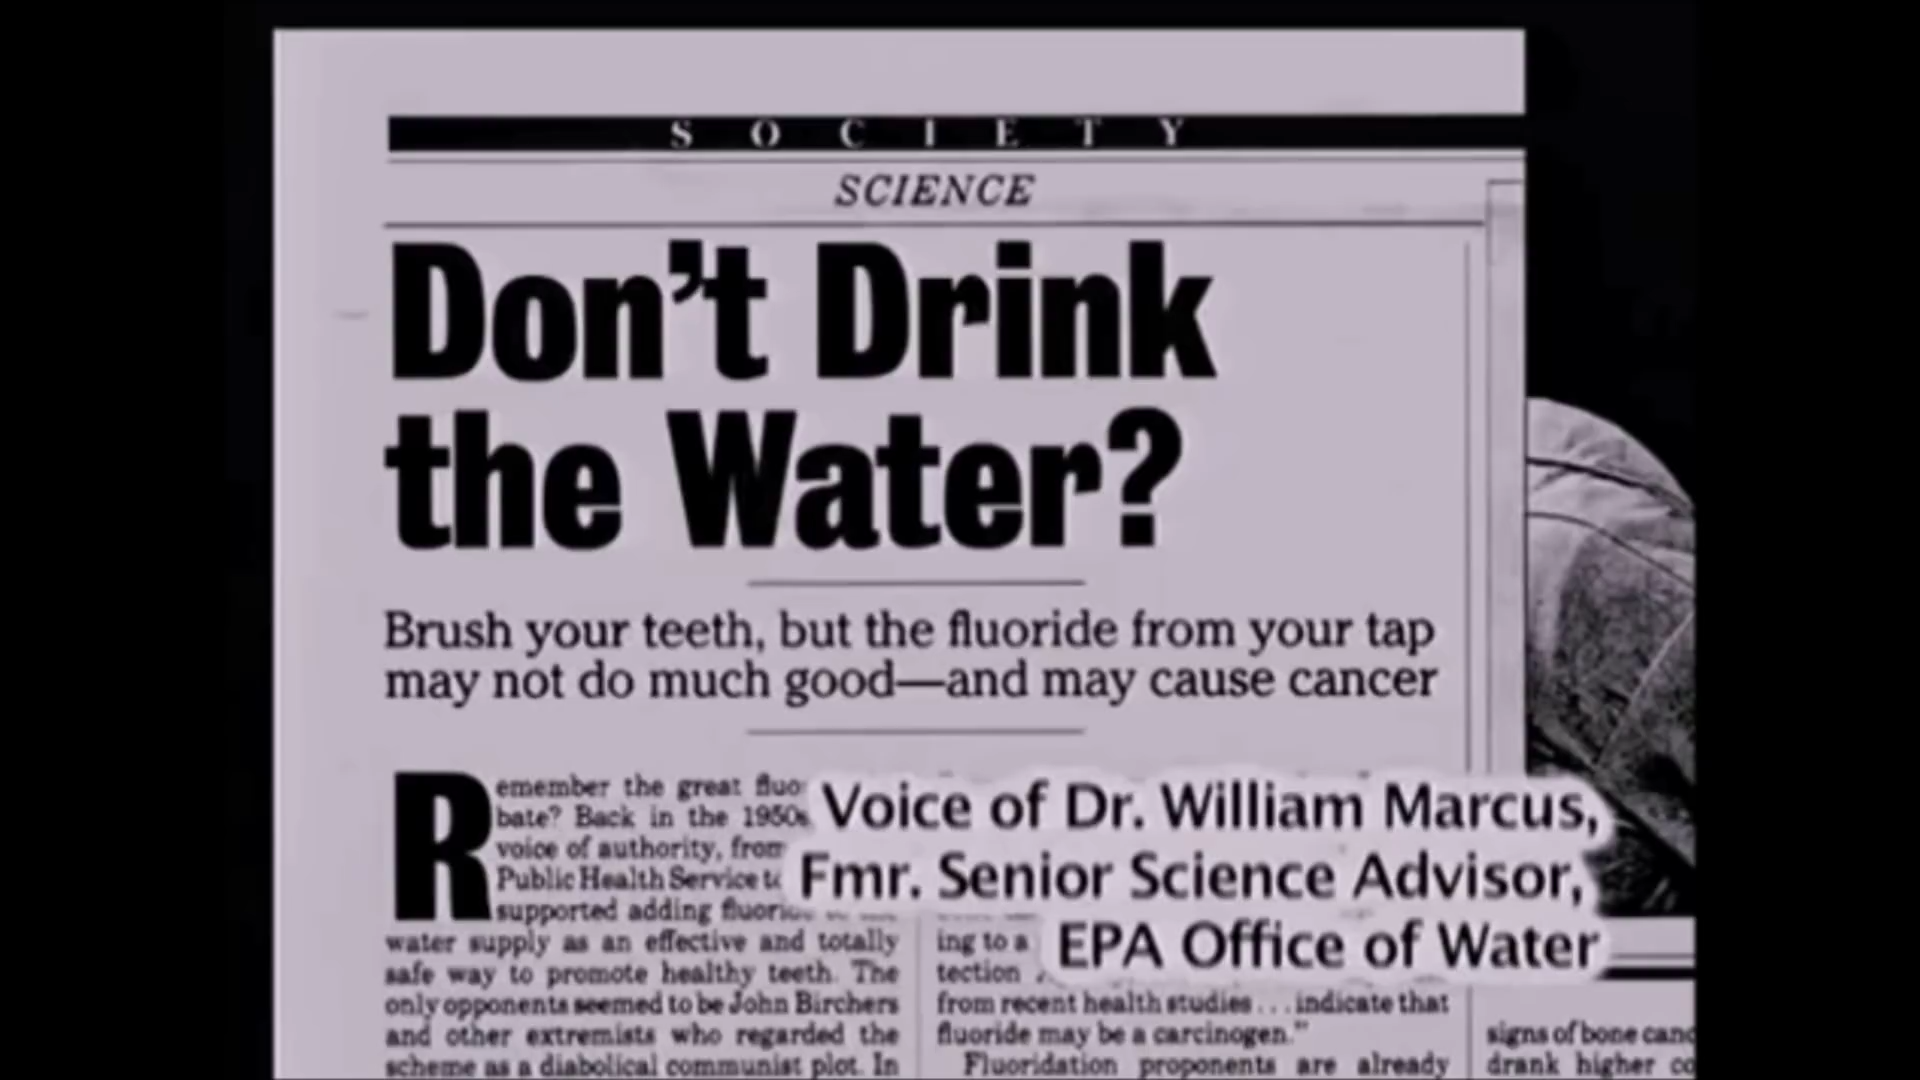 SOCIETY
SCIENCE
Don't Drink
the Water?
Brush your teeth, but the fluoride from your tap
may not do much good—and may cause cancer
Remember the great
bate? Back in the 1950s
voice of authority, from
Public Health Service
supported adding
water supply as an effective and totally
safe way to promote healthy teeth. The
only opponents seemed to be John Birchers
and other extremists who regarded the
scheme as a diabolical communist plot. In
ing to a
tection
from recent health studies . . . indicate that
fluoride may be a carcinogen."
Fluoridation proponents are already
signs of bone
drank higher
Voice of Dr. William Marcus,
Fmr. Senior Science Advisor,
EPA Office of Water